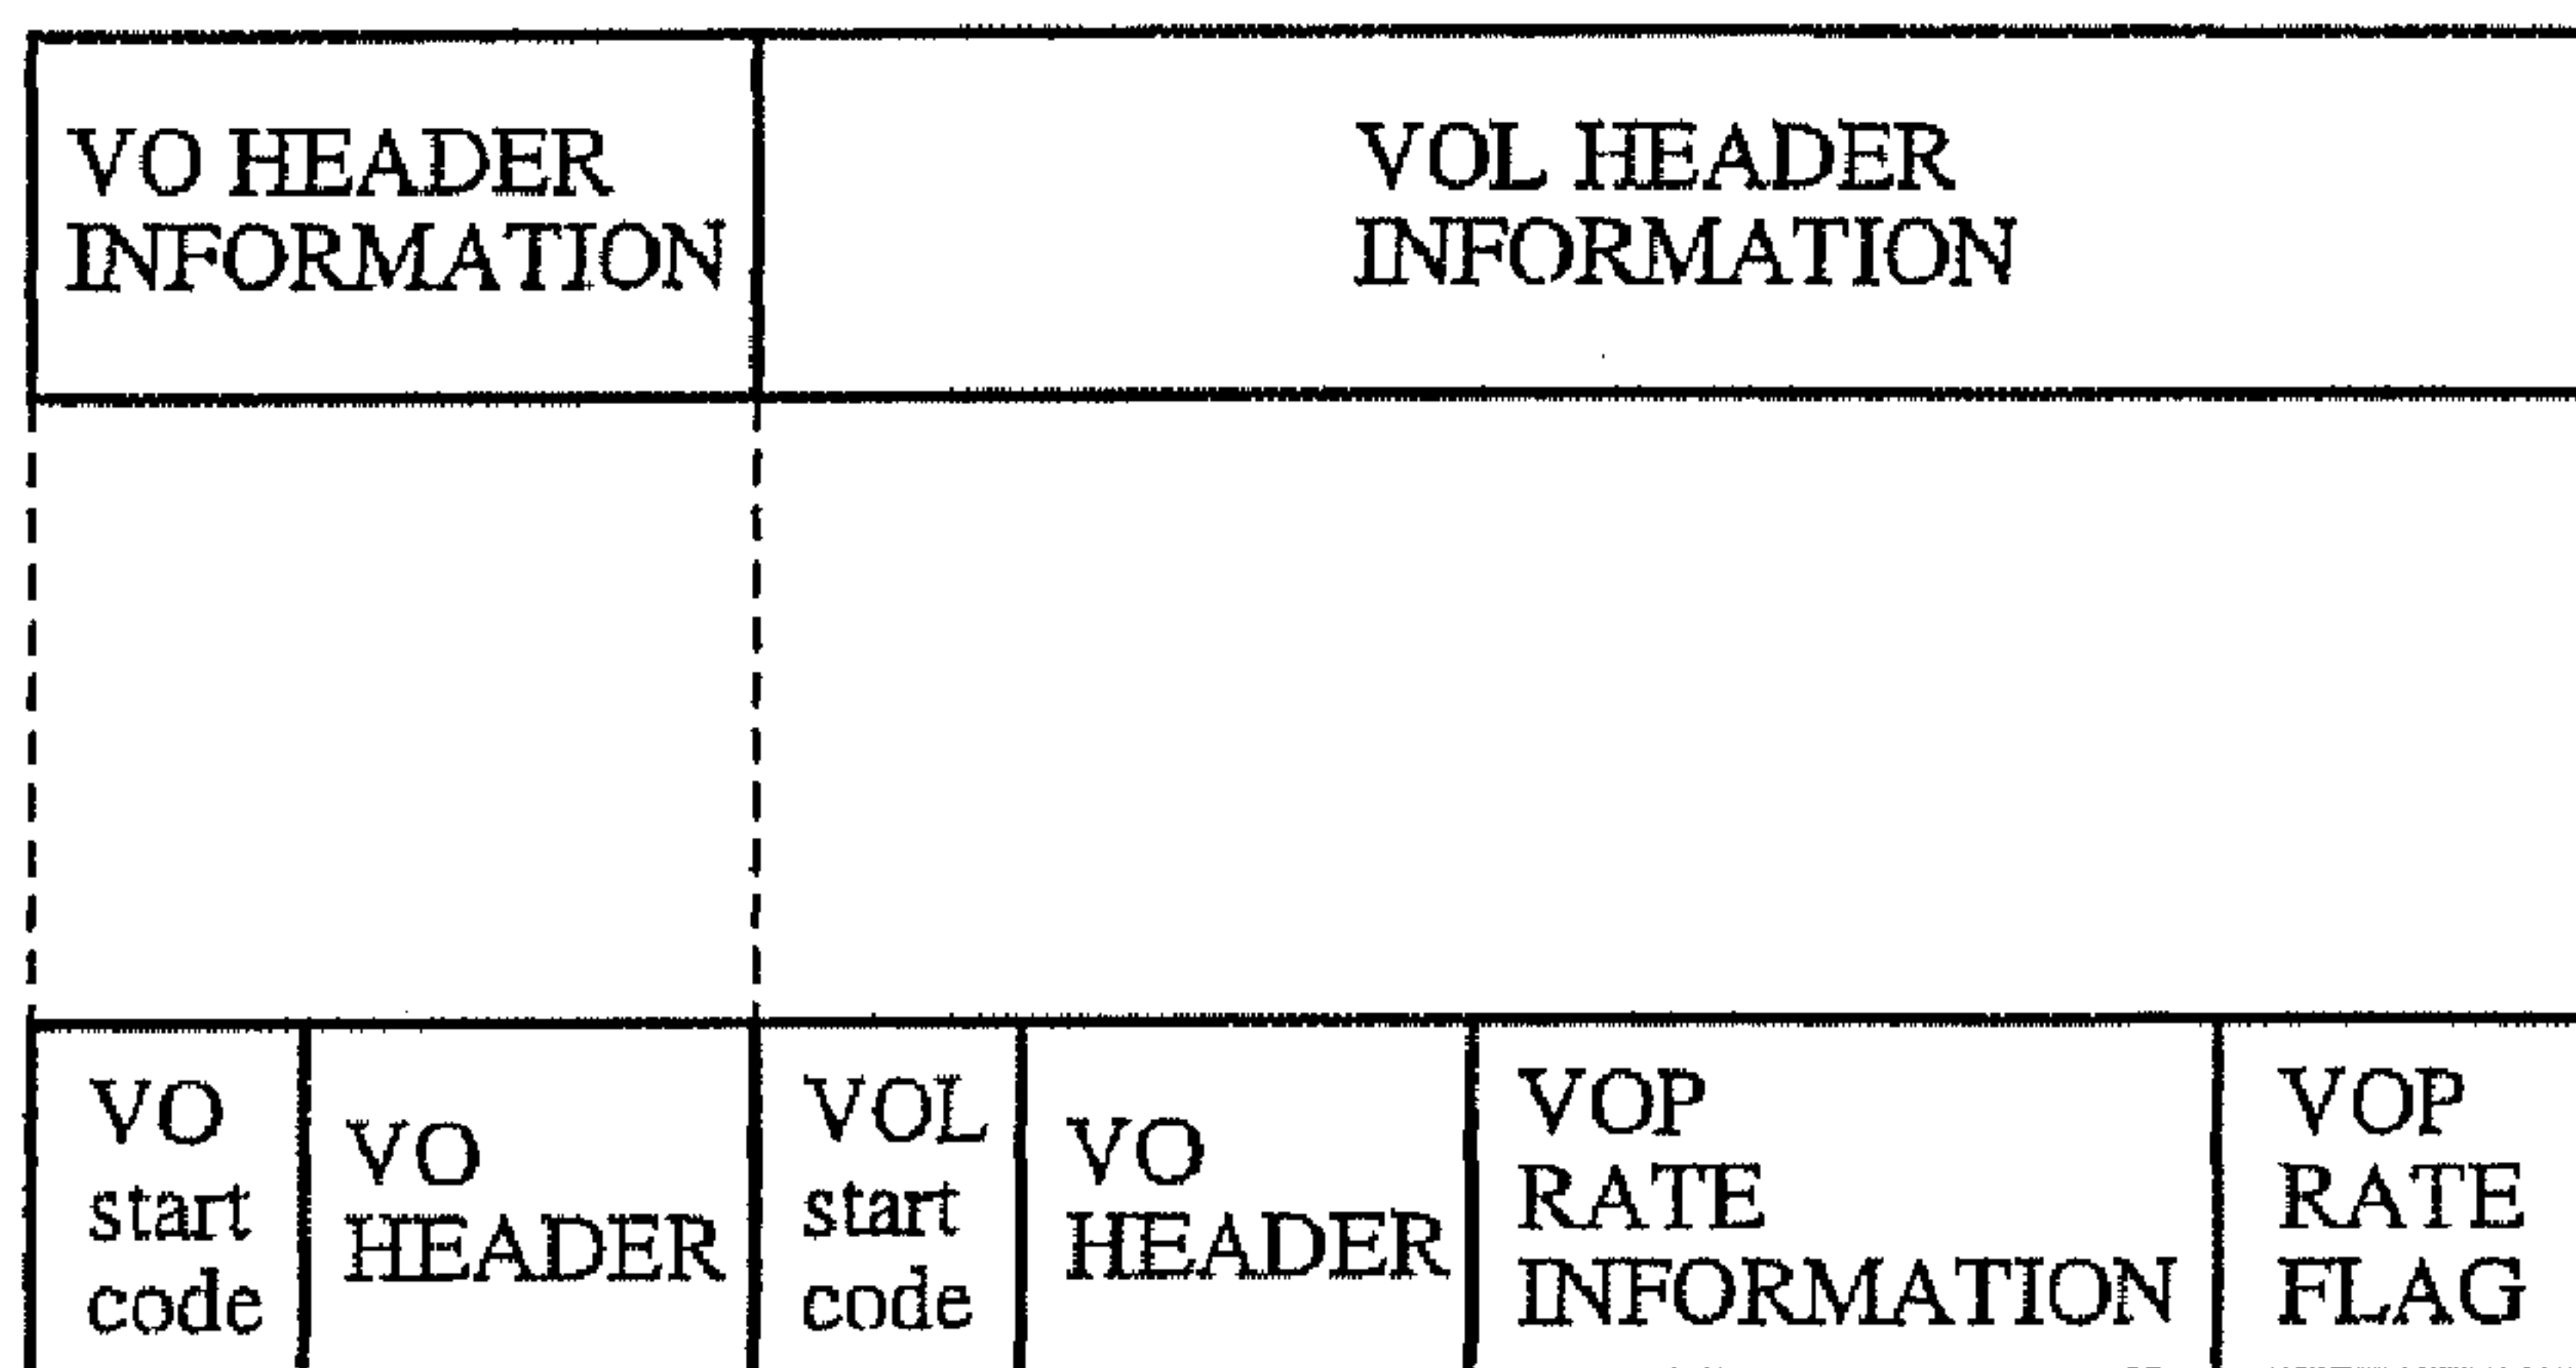 VO HEADER
INFORMATION
VOL HEADER
INFORMATION
VO
start
code
VO
HEADER
VOL
start
code
VO
HEADER
VOP
RATE
INFORMATION
VOP
RATE
FLAG